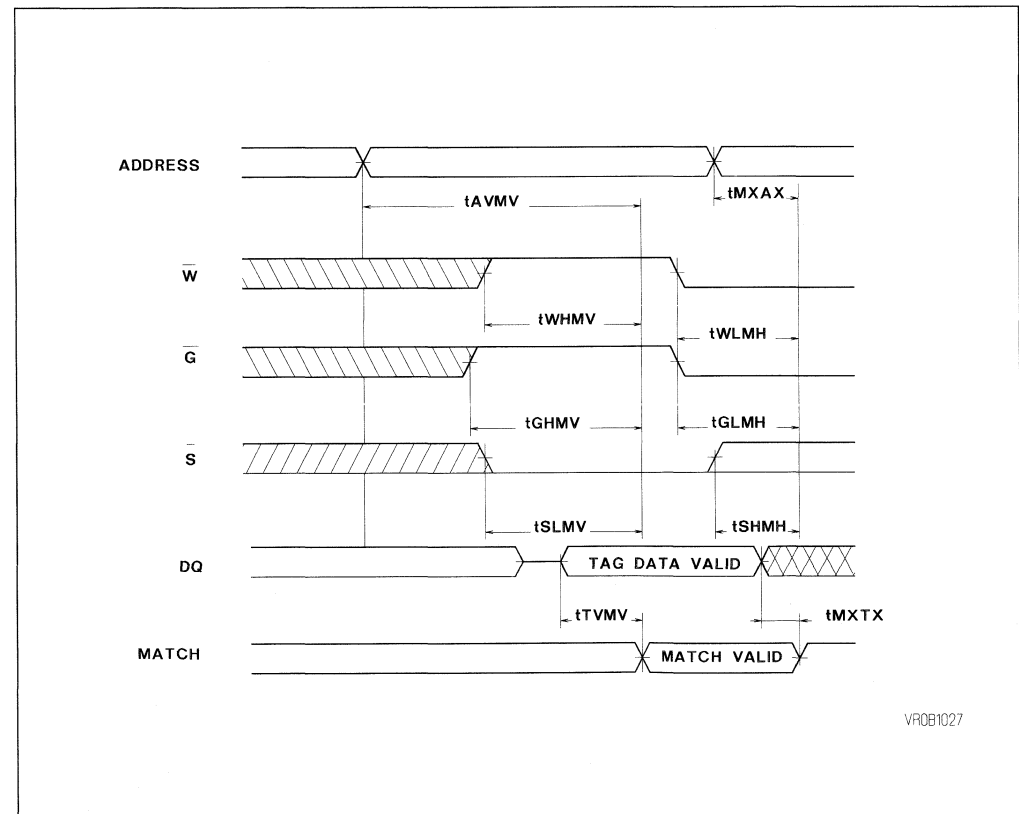 ADDRESS
tMXAX
tAVMV
W̅
tWHMV
tWLMH
G̅
tGHMV
tGLMH
S̅
tSLMV
tSHMH
DQ
TAG DATA VALID
tTVMV
tMXTX
MATCH
MATCH VALID
VR0B1027